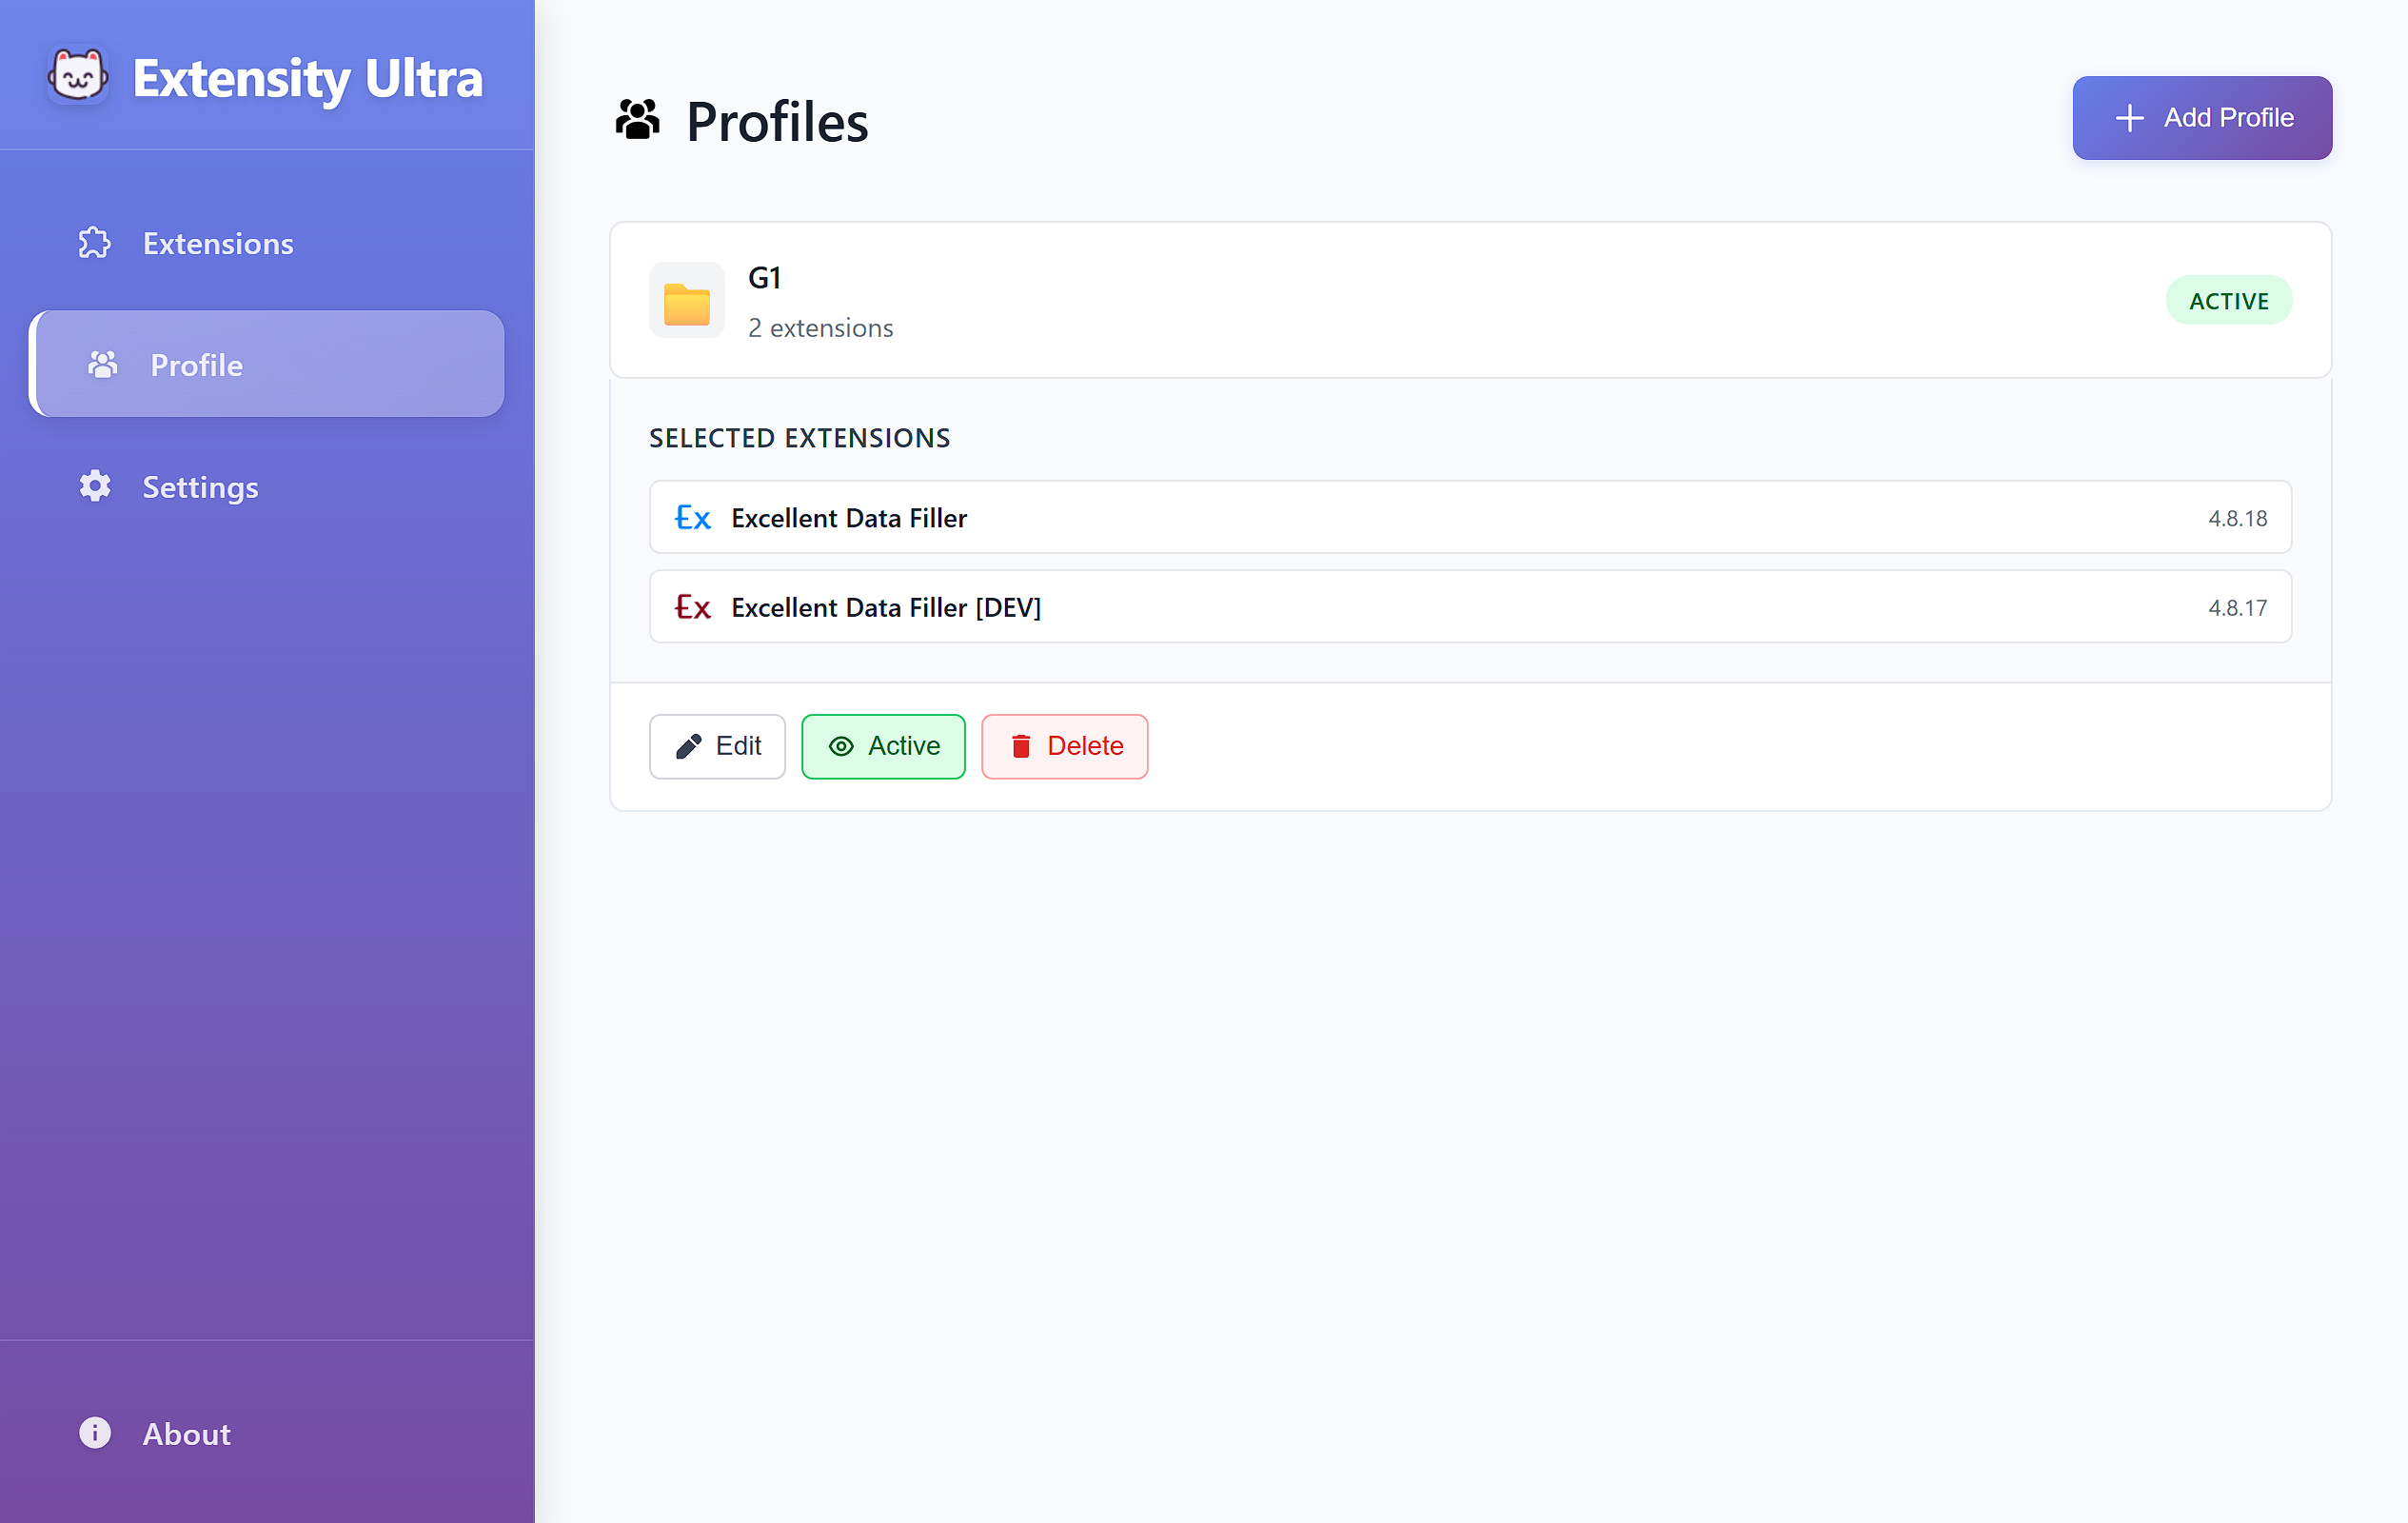 Extensity Ultra
Extensions
Profile
Settings
About
Profiles
Add Profile
G1
2 extensions
ACTIVE
SELECTED EXTENSIONS
Ex Excellent Data Filler 4.8.18
Ex Excellent Data Filler [DEV] 4.8.17
Edit
Active
Delete